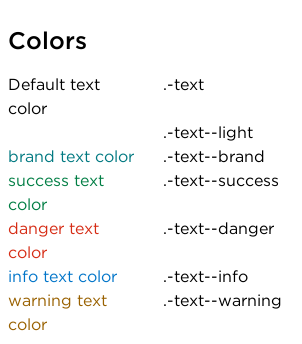 Colors
Default text .-text
color
.-text--light
brand text color .-text--brand
success text .-text--success
color
danger text .-text--danger
color
info text color .-text--info
warning text .-text--warning
color